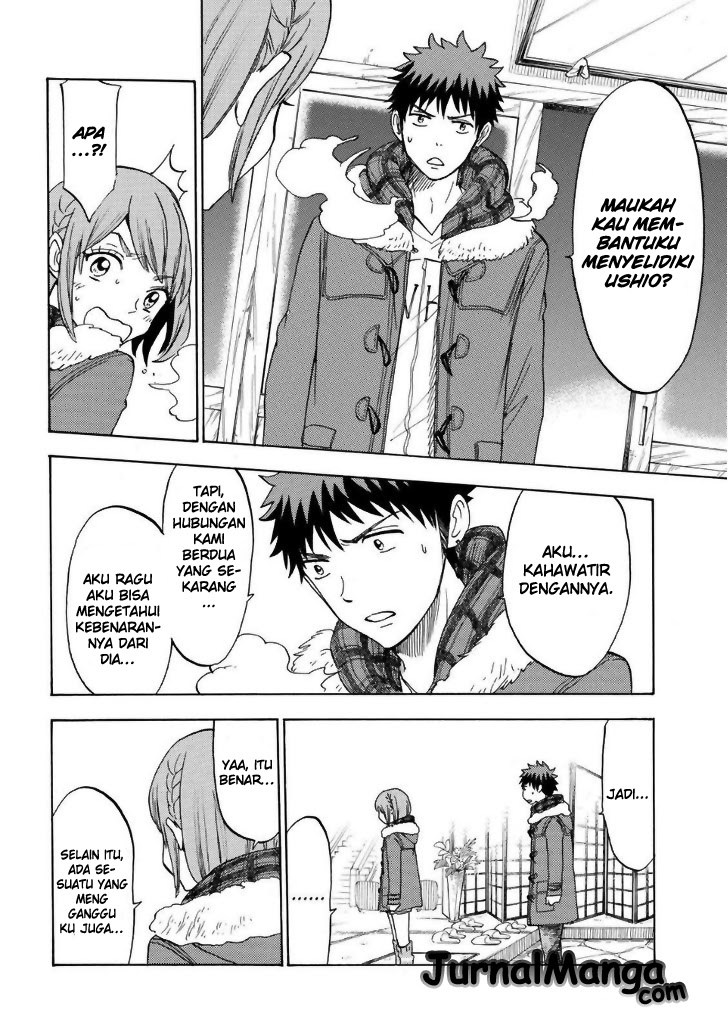 MAUKAH
KAU MEM-
BANTUKU
MENYELIDIKI
USHIO?
APA
...?!
AKU...
KAHAWATIR
DENGANNYA.
TAPI,
DENGAN
HUBUNGAN
KAMI
BERDUA
YANG SE-
KARANG
...
AKU RAGU
AKU BISA
MENGETAHUI
KEBENARAN-
NYA DARI
DIA...
JADI...
.......
YAA, ITU
BENAR...
SELAIN ITU,
ADA SE-
SUATU YANG
MENG
GANGGU
KU JUGA...
JurnalManga
.com